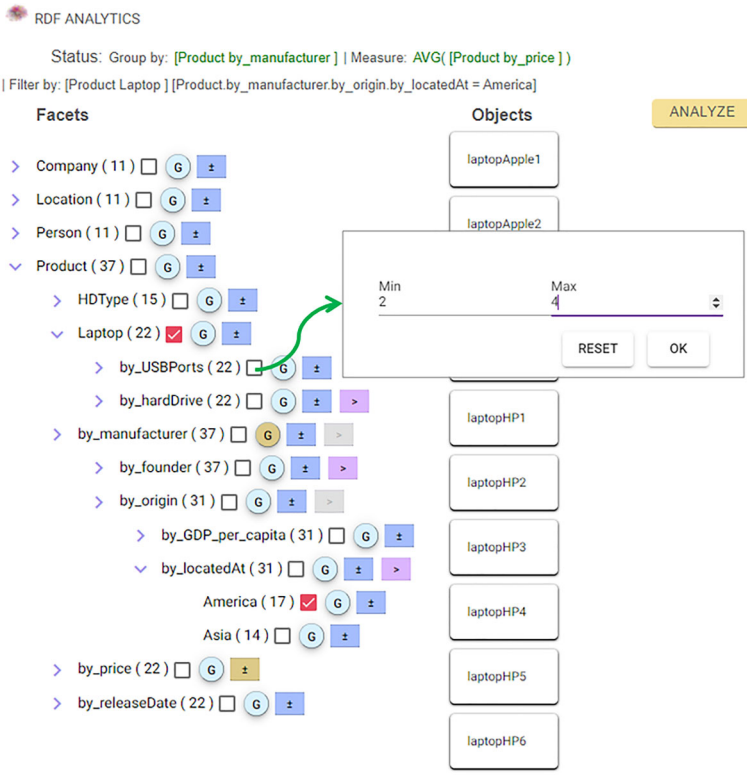 RDF ANALYTICS
Status: Group by: [Product by_manufacturer ] | Measure: AVG( [Product by_price ] )
| Filter by: [Product Laptop ] [Product.by_manufacturer.by_origin.by_locatedAt = America]
Facets
Objects
ANALYZE
Company ( 11 ) G ±
Location ( 11 ) G ±
Person ( 11 ) G ±
Product ( 37 ) G ±
HDType ( 15 ) G ±
Laptop ( 22 ) G ±
by_USBPorts ( 22 ) G ±
by_hardDrive ( 22 ) G ± >
by_manufacturer ( 37 ) G ± >
by_founder ( 37 ) G ± >
by_origin ( 31 ) G ± >
by_GDP_per_capita ( 31 ) G ±
by_locatedAt ( 31 ) G ± >
America ( 17 ) G ±
Asia ( 14 ) G ±
by_price ( 22 ) G ±
by_releaseDate ( 22 ) G ±
laptopApple1
laptopApple2
Min
2
Max
4
RESET
OK
laptopHP1
laptopHP2
laptopHP3
laptopHP4
laptopHP5
laptopHP6